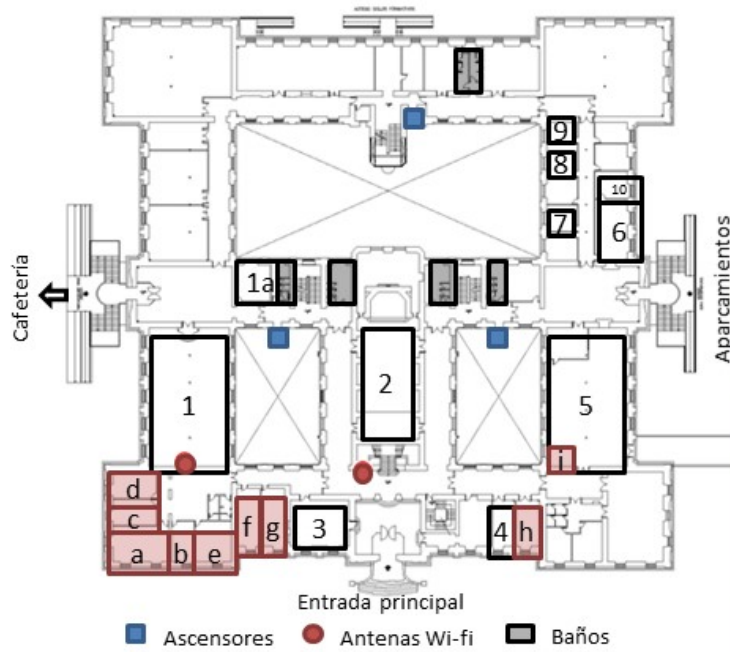 9
8
10
7
6
1a
Cafetería
Aparcamientos
1
2
5
i
d
c
a
b
e
f
g
3
4
h
Entrada principal
Ascensores
Antenas Wi-fi
Baños